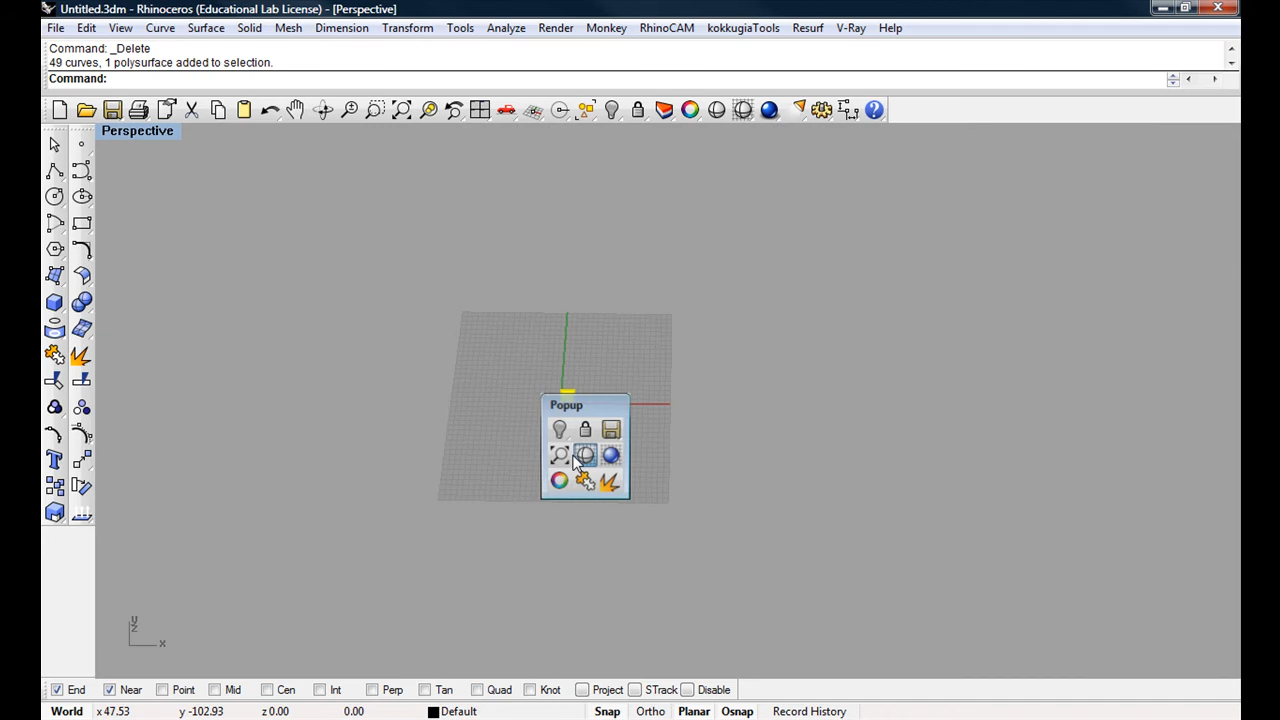 Untitled.3dm - Rhinoceros (Educational Lab License) - [Perspective]
File Edit View Curve Surface Solid Mesh Dimension Transform Tools Analyze Render Monkey RhinoCAM kokkugiaTools Resurf V-Ray Help
Command: _Delete
49 curves, 1 polysurface added to selection.
Command:
Perspective
Popup
y
z x
End Near Point Mid Cen Int Perp Tan Quad Knot Project STrack Disable
World x 47.53 y -102.93 z 0.00 0.00 Default Snap Ortho Planar Osnap Record History